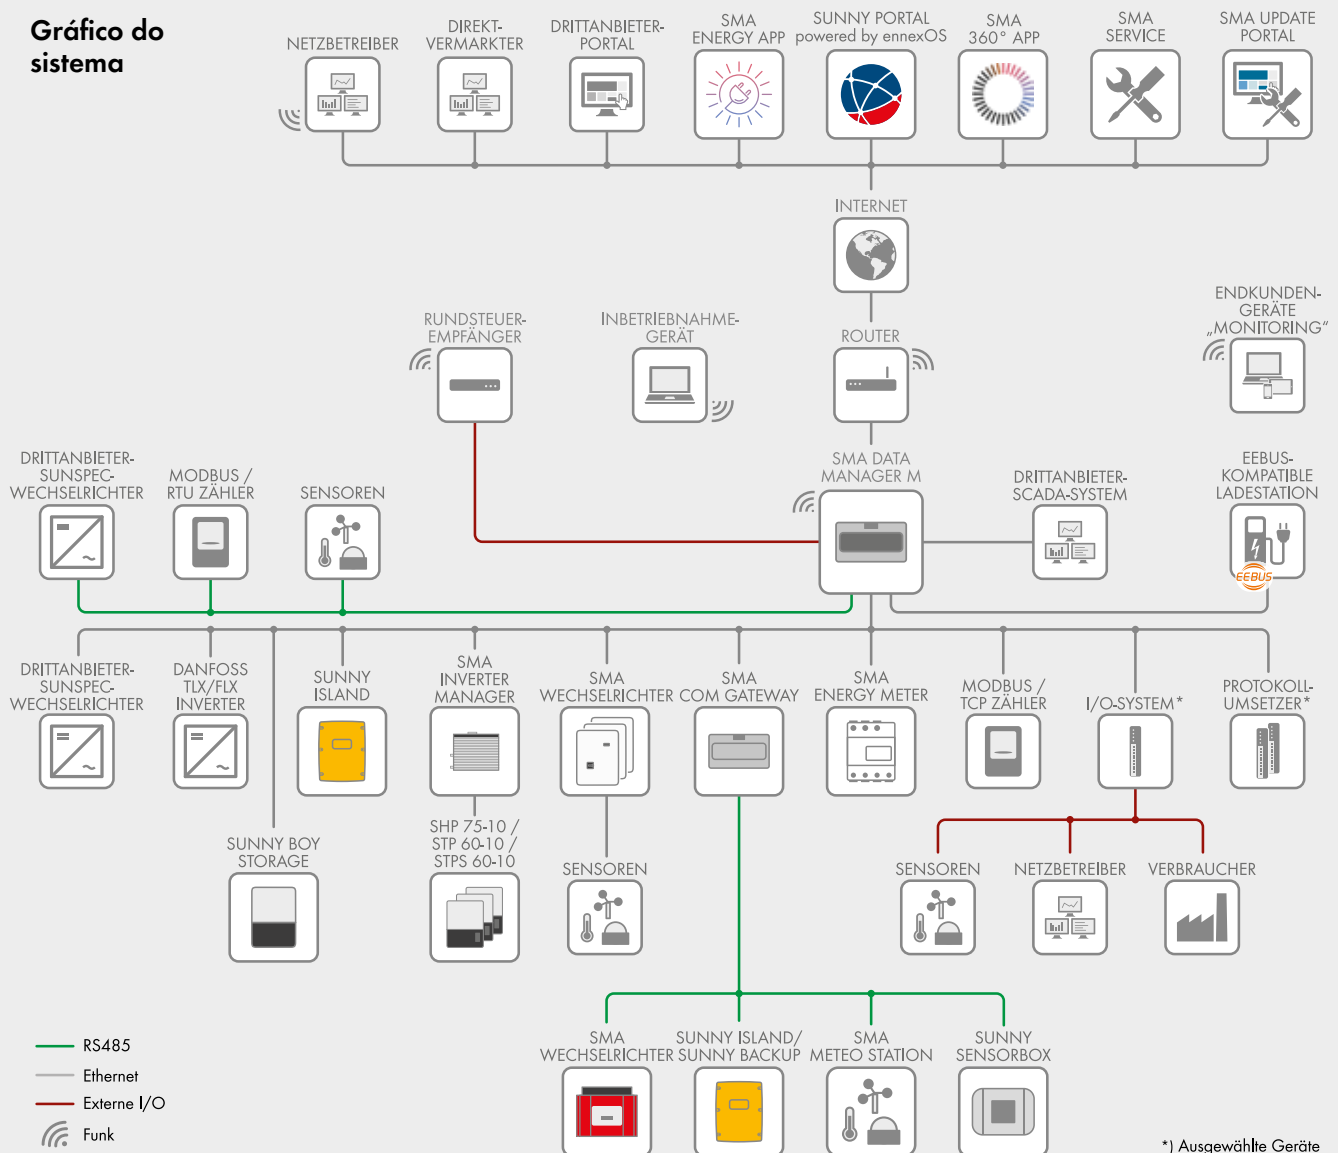 Gráfico do
sistema
NETZBETREIBER
DIREKT-
VERMARKTER
DRITTANBIETER-
PORTAL
SMA
ENERGY APP
SUNNY PORTAL
powered by ennexOS
SMA
360° APP
SMA
SERVICE
SMA UPDATE
PORTAL
INTERNET
RUNDSTEUER-
EMPFÄNGER
INBETRIEBNAHME-
GERÄT
ROUTER
ENDKUNDEN-
GERÄTE
„MONITORING"
DRITTANBIETER-
SUNSPEC-
WECHSELRICHTER
MODBUS /
RTU ZÄHLER
SENSOREN
SMA DATA
MANAGER M
DRITTANBIETER-
SCADA-SYSTEM
EEBUS-
KOMPATIBLE
LADESTATION
EEBUS
DRITTANBIETER-
SUNSPEC-
WECHSELRICHTER
DANFOSS
TLX/FLX
INVERTER
SUNNY
ISLAND
SMA
INVERTER
MANAGER
SMA
WECHSELRICHTER
SMA
COM GATEWAY
SMA
ENERGY METER
MODBUS /
TCP ZÄHLER
I/O-SYSTEM*
PROTOKOLL-
UMSETZER*
SUNNY BOY
STORAGE
SHP 75-10 /
STP 60-10 /
STPS 60-10
SENSOREN
SENSOREN
NETZBETREIBER
VERBRAUCHER
SMA
WECHSELRICHTER
SUNNY ISLAND/
SUNNY BACKUP
SMA
METEO STATION
SUNNY
SENSORBOX
RS485
Ethernet
Externe I/O
Funk
*) Ausgewählte Geräte